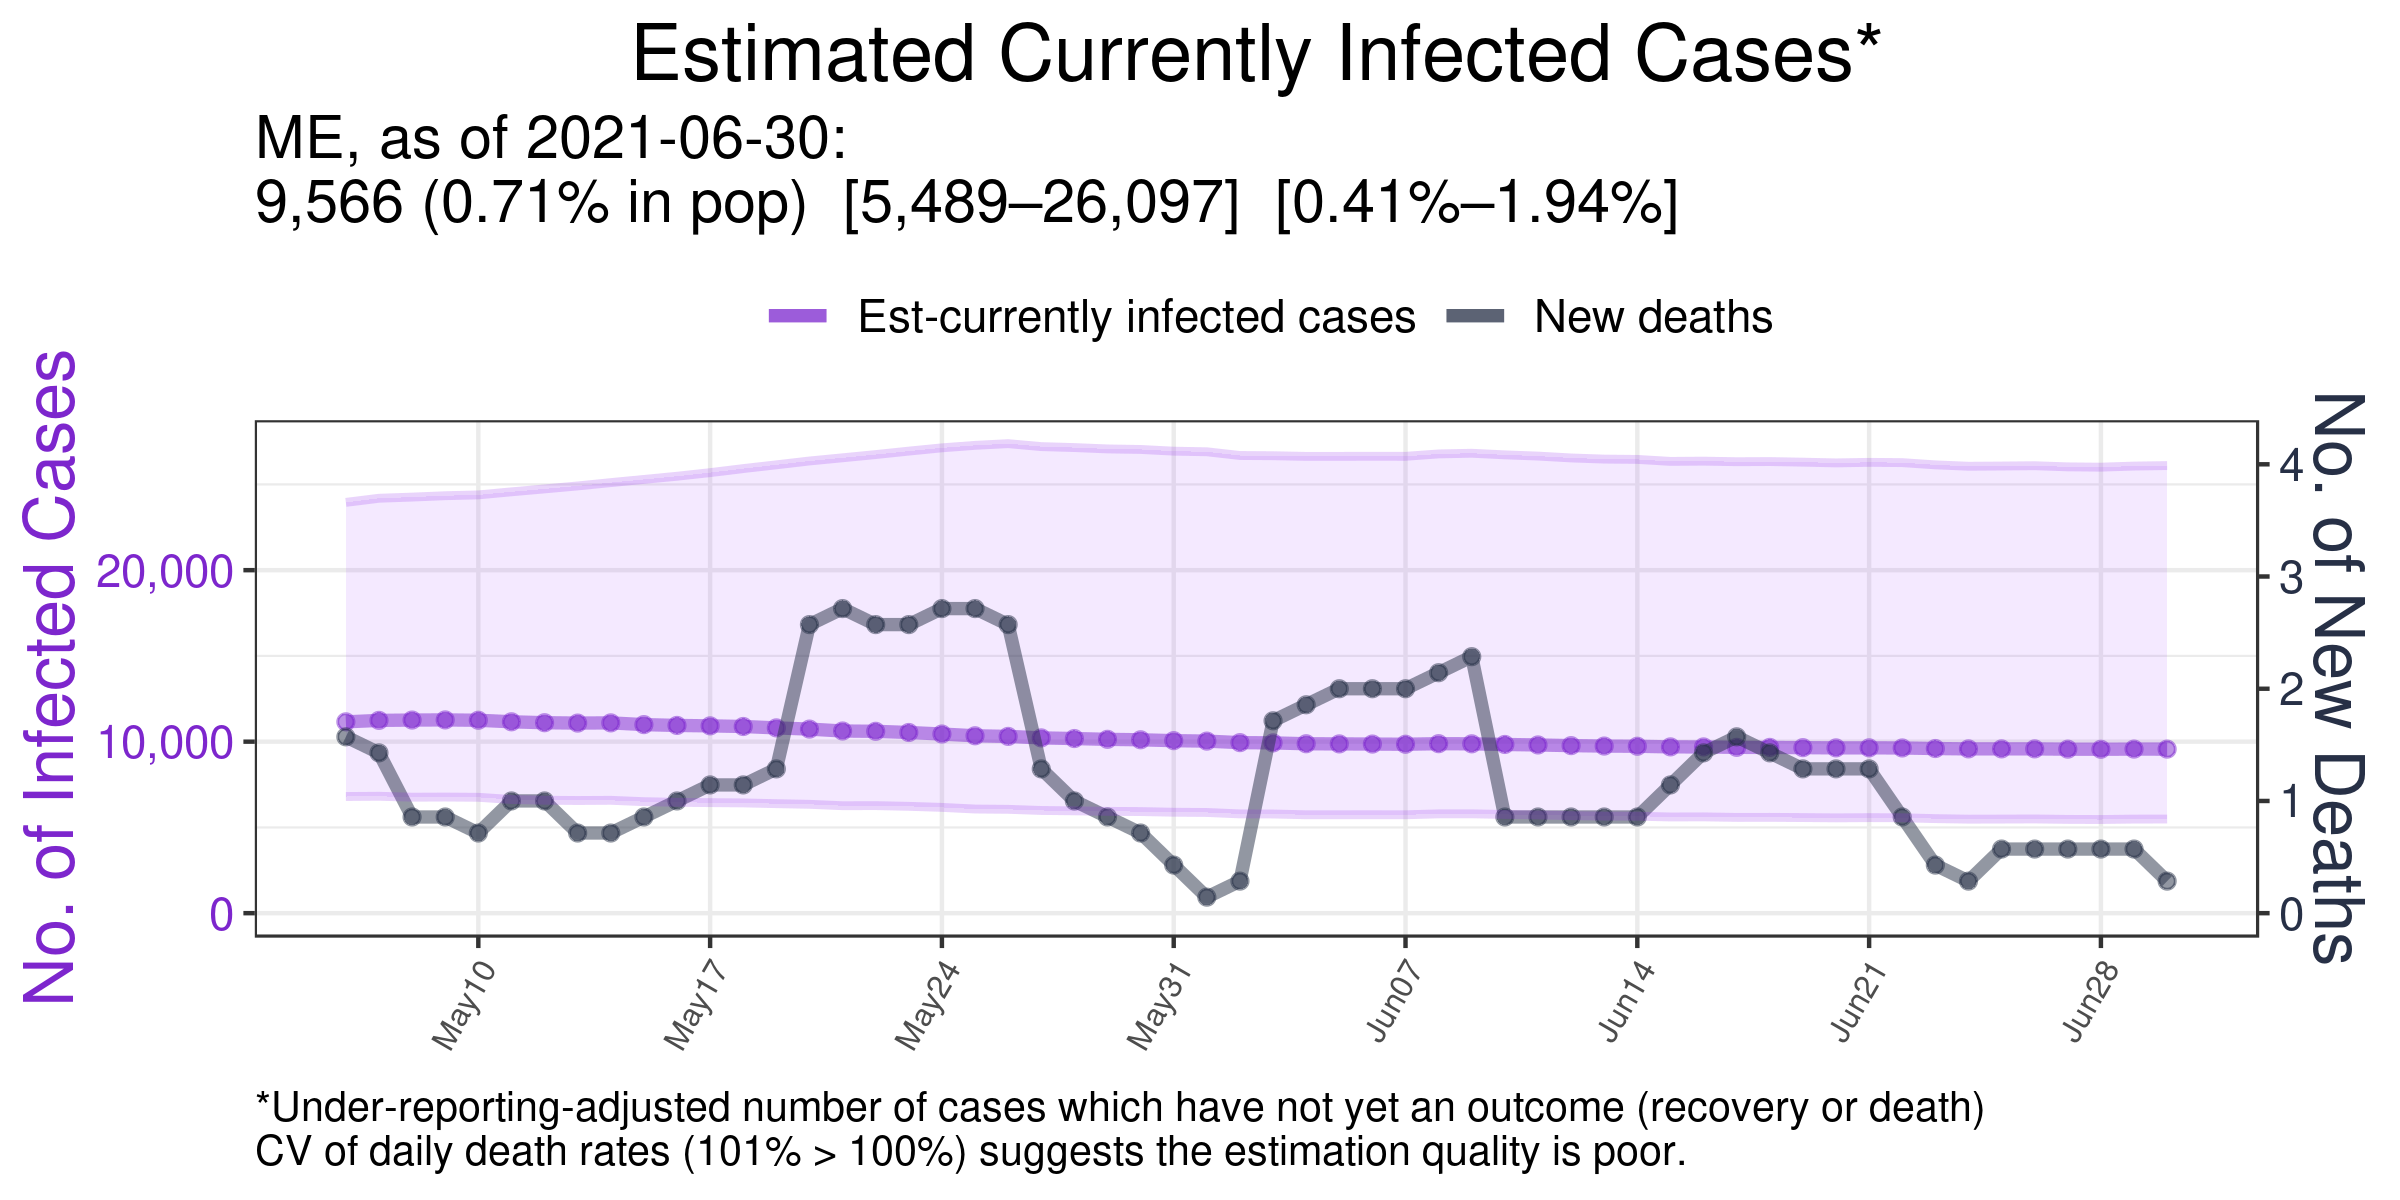 Estimated Currently Infected Cases*
ME, as of 2021-06-30:
9,566 (0.71% in pop)  [5,489–26,097]  [0.41%–1.94%]
Est-currently infected cases
New deaths
No. of Infected Cases
20,000
10,000
0
No. of New Deaths
4
3
2
1
0
May10
May17
May24
May31
Jun07
Jun14
Jun21
Jun28
*Under-reporting-adjusted number of cases which have not yet an outcome (recovery or death)
CV of daily death rates (101% > 100%) suggests the estimation quality is poor.